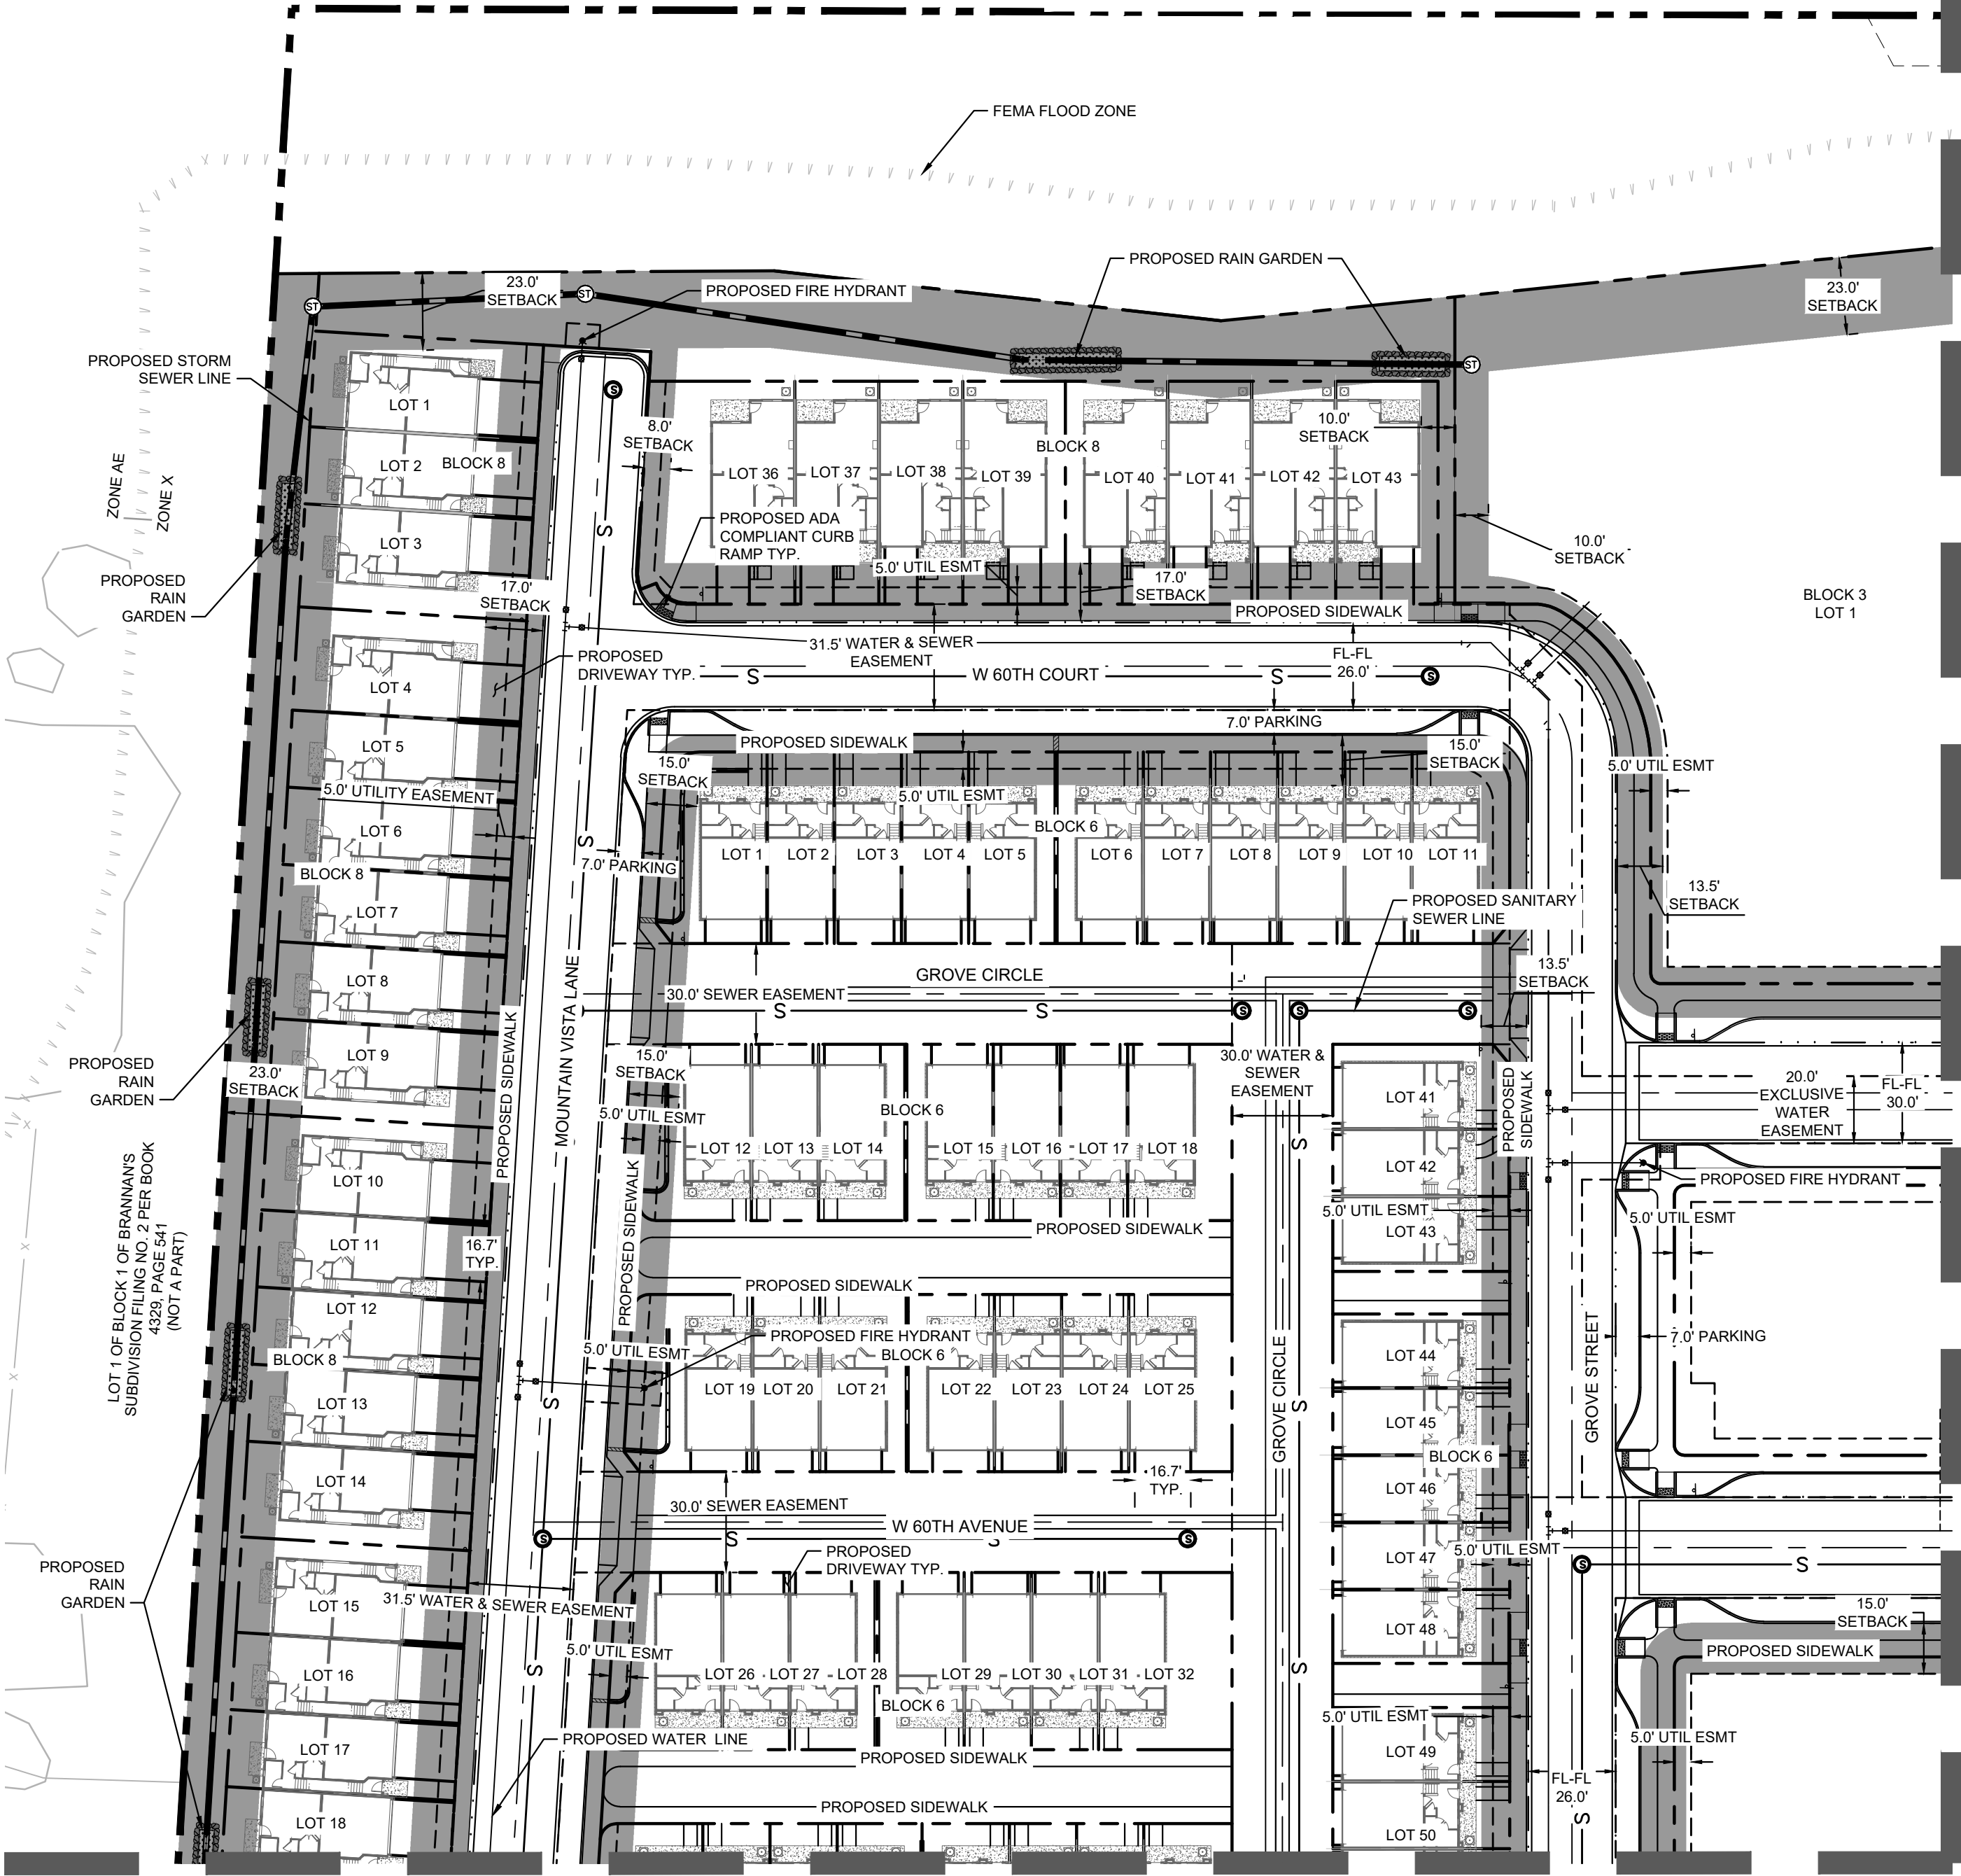 FEMA FLOOD ZONE
PROPOSED RAIN GARDEN
23.0'
SETBACK
PROPOSED FIRE HYDRANT
23.0'
SETBACK
ST
ST
ST
PROPOSED STORM
SEWER LINE
LOT 1
LOT 2
BLOCK 8
LOT 3
ZONE AE
ZONE X
8.0'
SETBACK
S
LOT 36
LOT 37
LOT 38
LOT 39
BLOCK 8
LOT 40
LOT 41
LOT 42
LOT 43
10.0'
SETBACK
10.0'
SETBACK
PROPOSED ADA
COMPLIANT CURB
RAMP TYP.
5.0' UTIL ESMT
17.0'
SETBACK
PROPOSED SIDEWALK
BLOCK 3
LOT 1
PROPOSED
RAIN
GARDEN
17.0'
SETBACK
S
31.5' WATER & SEWER
EASEMENT
FL-FL
26.0'
PROPOSED
DRIVEWAY TYP.
S
W 60TH COURT
S
S
LOT 4
LOT 5
5.0' UTILITY EASEMENT
LOT 6
BLOCK 8
LOT 7
LOT 8
LOT 9
7.0' PARKING
PROPOSED SIDEWALK
15.0'
SETBACK
15.0'
SETBACK
5.0' UTIL ESMT
5.0' UTIL ESMT
BLOCK 6
S
7.0' PARKING
LOT 1
LOT 2
LOT 3
LOT 4
LOT 5
LOT 6
LOT 7
LOT 8
LOT 9
LOT 10
LOT 11
13.5'
SETBACK
PROPOSED SANITARY
SEWER LINE
GROVE CIRCLE
13.5'
SETBACK
30.0' SEWER EASEMENT
S
S
S
S
S
PROPOSED SIDEWALK
MOUNTAIN VISTA LANE
PROPOSED
RAIN
GARDEN
23.0'
SETBACK
15.0'
SETBACK
5.0' UTIL ESMT
BLOCK 6
LOT 12
LOT 13
LOT 14
LOT 15
LOT 16
LOT 17
LOT 18
30.0' WATER &
SEWER
EASEMENT
S
LOT 41
LOT 42
5.0' UTIL ESMT
LOT 43
PROPOSED
SIDEWALK
20.0'
EXCLUSIVE
WATER
EASEMENT
FL-FL
30.0'
PROPOSED FIRE HYDRANT
5.0' UTIL ESMT
LOT 1 OF BLOCK 1 OF BRANNAN'S
SUBDIVISION FILING NO. 2 PER BOOK
4329, PAGE 541
(NOT A PART)
LOT 10
LOT 11
16.7'
TYP.
LOT 12
BLOCK 8
LOT 13
LOT 14
PROPOSED SIDEWALK
PROPOSED SIDEWALK
PROPOSED SIDEWALK
PROPOSED FIRE HYDRANT
5.0' UTIL ESMT
BLOCK 6
LOT 19
LOT 20
LOT 21
LOT 22
LOT 23
LOT 24
LOT 25
S
GROVE CIRCLE
S
LOT 44
LOT 45
BLOCK 6
LOT 46
LOT 47
LOT 48
GROVE STREET
7.0' PARKING
16.7'
TYP.
30.0' SEWER EASEMENT
W 60TH AVENUE
S
S
S
S
5.0' UTIL ESMT
S
S
PROPOSED
DRIVEWAY TYP.
PROPOSED
RAIN
GARDEN
LOT 15
31.5' WATER & SEWER EASEMENT
LOT 16
LOT 17
LOT 18
5.0' UTIL ESMT
S
LOT 26
LOT 27
LOT 28
LOT 29
LOT 30
LOT 31
LOT 32
BLOCK 6
S
15.0'
SETBACK
PROPOSED SIDEWALK
5.0' UTIL ESMT
LOT 49
LOT 50
5.0' UTIL ESMT
PROPOSED WATER LINE
PROPOSED SIDEWALK
PROPOSED SIDEWALK
FL-FL
26.0'
S